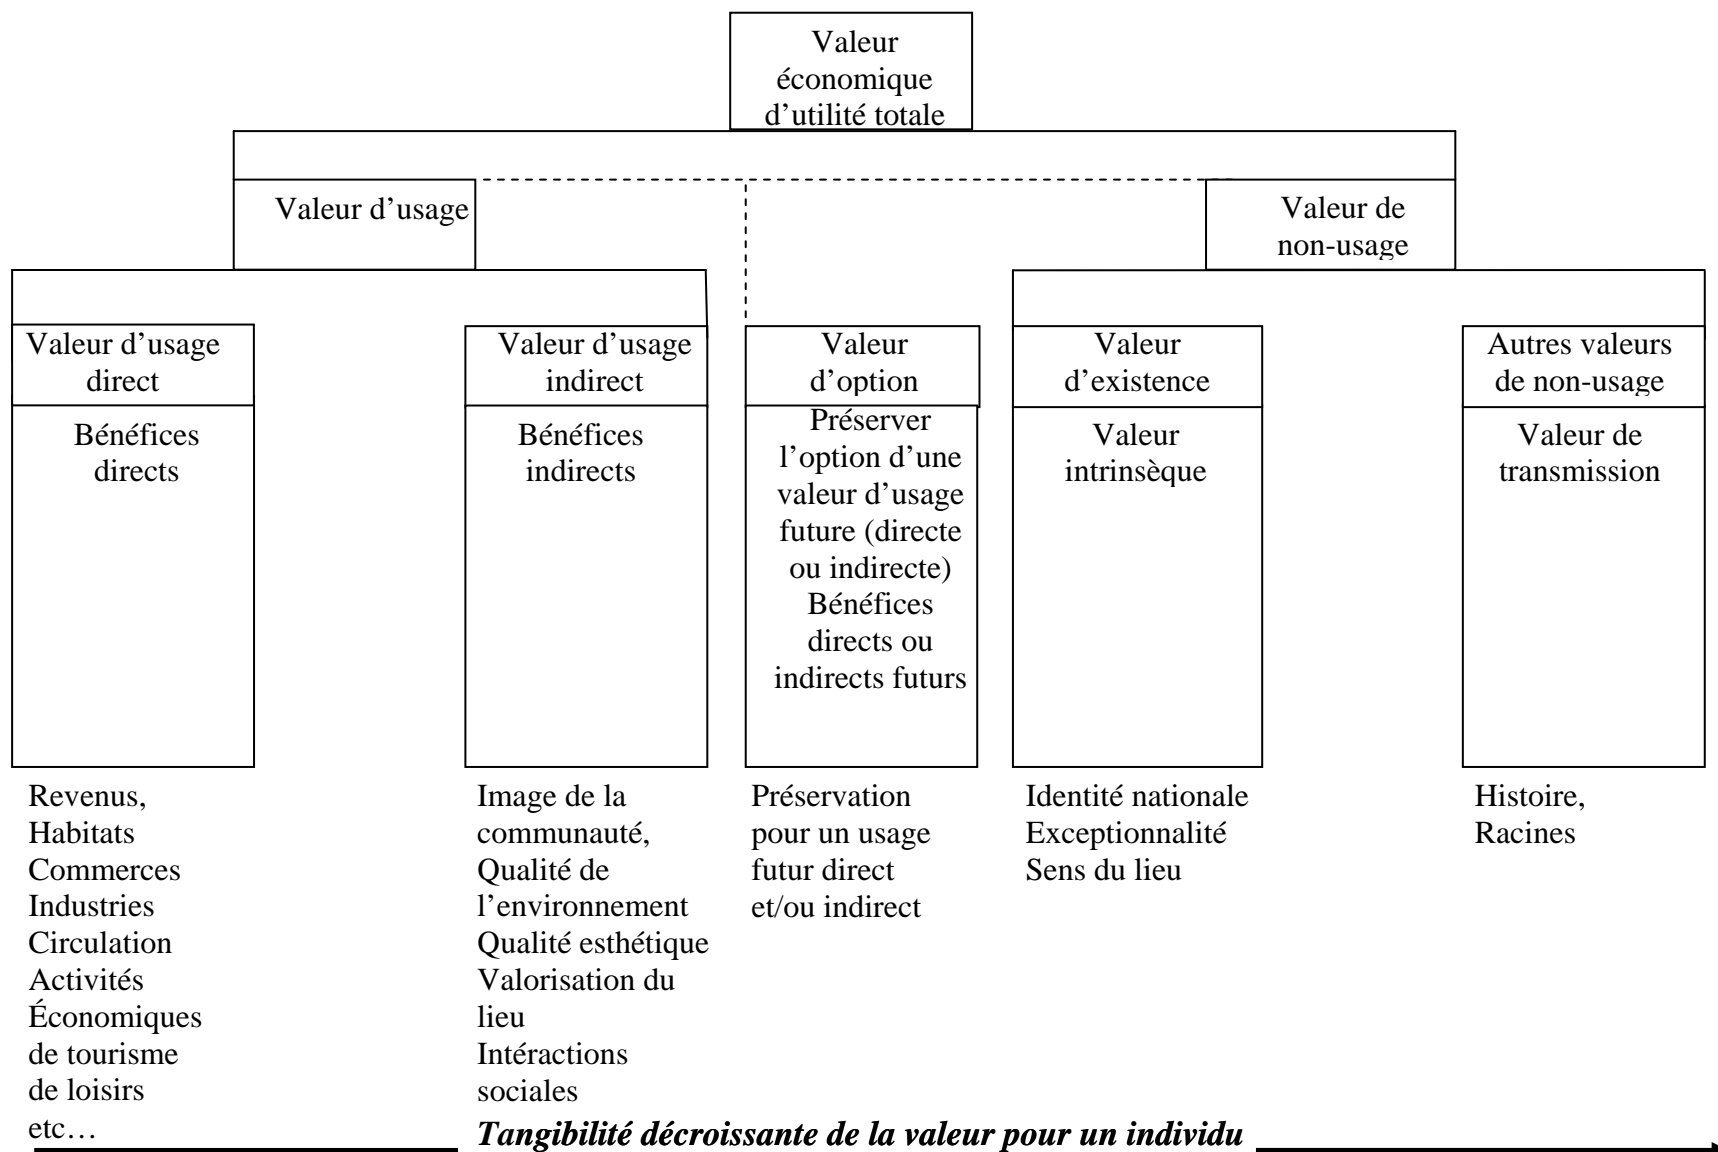 Valeur
économique
d’utilité totale
Valeur d’usage
Valeur de
non-usage
Valeur d’usage
direct
Valeur d’usage
indirect
Valeur
d’option
Valeur
d’existence
Autres valeurs
de non-usage
Bénéfices
directs
Bénéfices
indirects
Préserver
l’option d’une
valeur d’usage
future (directe
ou indirecte)
Bénéfices
directs ou
indirects futurs
Valeur
intrinsèque
Valeur de
transmission
Revenus,
Habitats
Commerces
Industries
Circulation
Activités
Économiques
de tourisme
de loisirs
etc…
Image de la
communauté,
Qualité de
l’environnement
Qualité esthétique
Valorisation du
lieu
Intéractions
sociales
Préservation
pour un usage
futur direct
et/ou indirect
Identité nationale
Exceptionnalité
Sens du lieu
Histoire,
Racines
Tangibilité décroissante de la valeur pour un individu